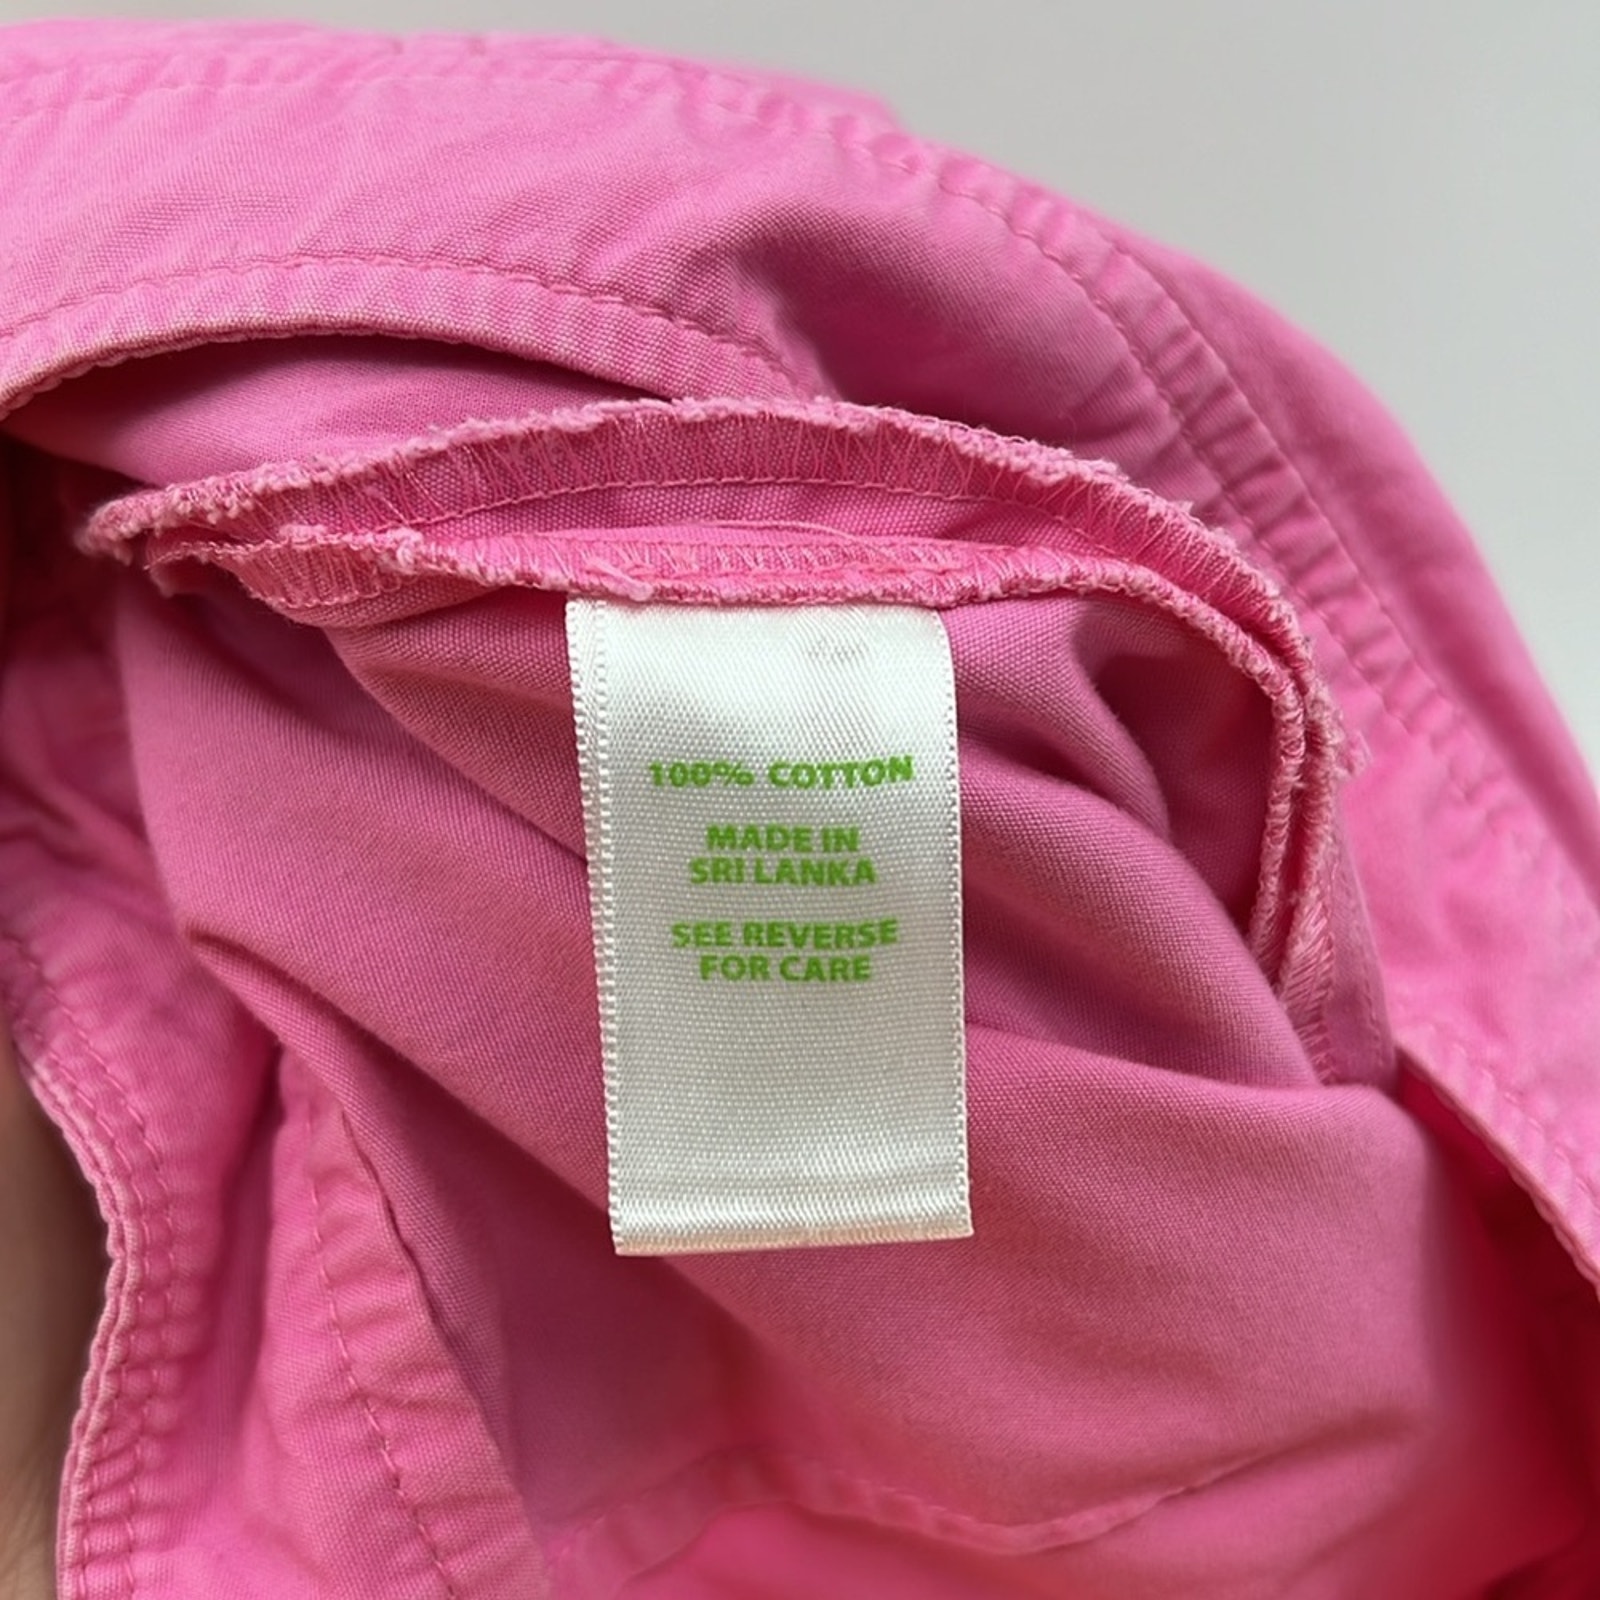 100% COTTON
MADE IN
SRI LANKA
SEE REVERSE
FOR CARE